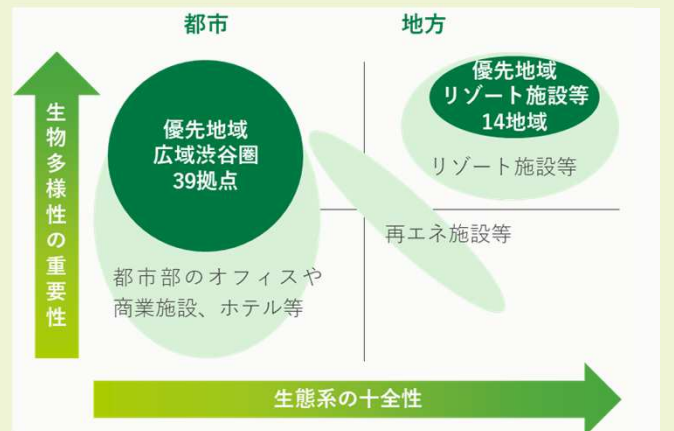 都市
地方
生物多様性の重要性
優先地域
広域渋谷圏
39拠点
都市部のオフィスや
商業施設、ホテル等
優先地域
リゾート施設等
14地域
リゾート施設等
再エネ施設等
生態系の十全性